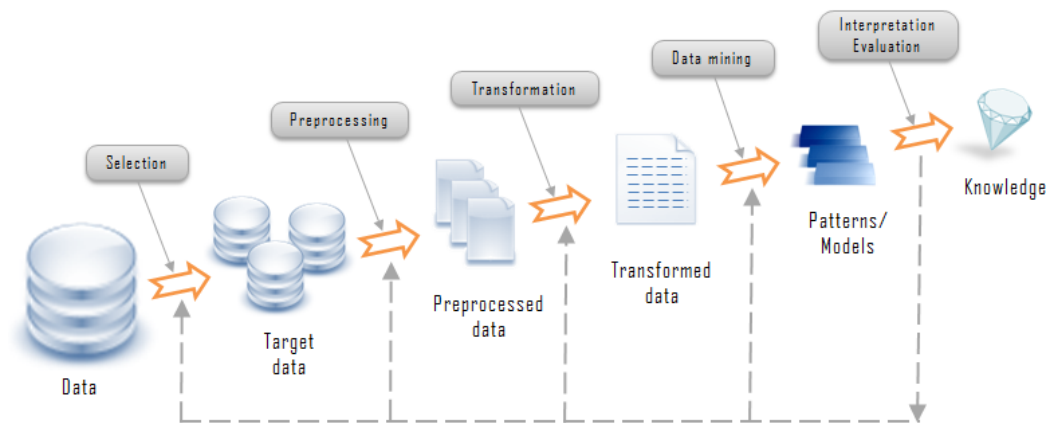 Interpretation
Evaluation
Data mining
Transformation
Preprocessing
Selection
Knowledge
Patterns/
Models
Transformed
data
Preprocessed
data
Target
data
Data